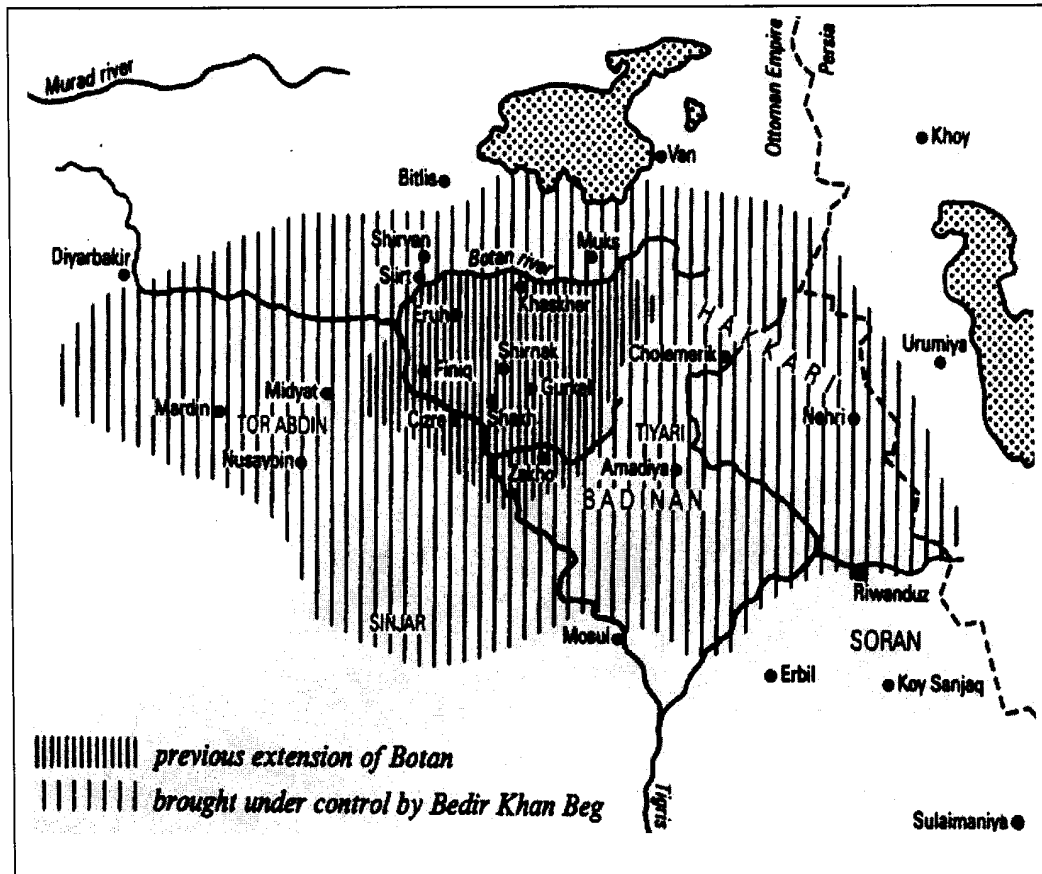 Murad river
Ottoman Empire
Persia
Khoy
Van
Bitlis
Diyarbakir
Shirvan
Siirt
Botan river
Muks
Eruh
Urumiya
HAKKARI
Cholemerik
Shirnak
Finiq
Gurkel
Midyat
Mardin
Nehri
TOR ABDIN
Cizre
Shakh
TIYARI
Nusaybin
Zakho
Amadiya
BADINAN
Riwanduz
SINJAR
Mosul
SORAN
Erbil
Koy Sanjaq
previous extension of Botan
brought under control by Bedir Khan Beg
Tigris
Sulaimaniya